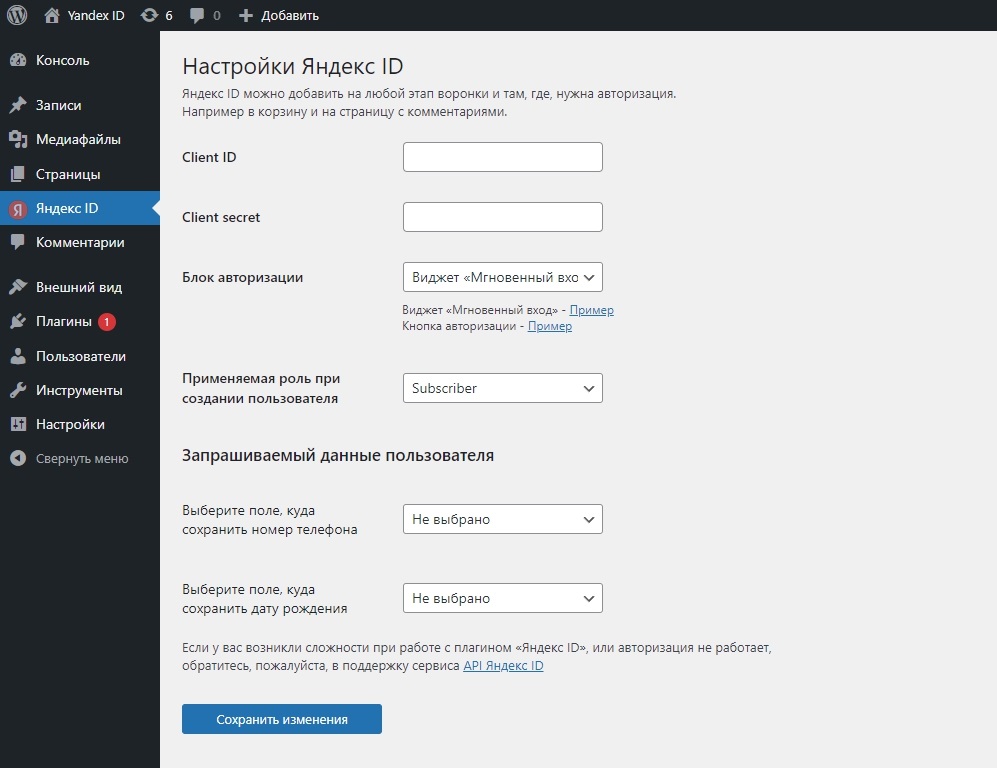 Yandex ID 6 0 Добавить
Консоль
Записи
Медиафайлы
Страницы
Я Яндекс ID
Комментарии
Внешний вид
Плагины 1
Пользователи
Инструменты
Настройки
Свернуть меню
Настройки Яндекс ID
Яндекс ID можно добавить на любой этап воронки и там, где, нужна авторизация.
Например в корзину и на страницу с комментариями.
Client ID
Client secret
Блок авторизации Виджет «Мгновенный вхо
Виджет «Мгновенный вход» - Пример
Кнопка авторизации - Пример
Применяемая роль при
создании пользователя
Subscriber
Запрашиваемый данные пользователя
Выберите поле, куда
сохранить номер телефона
Не выбрано
Выберите поле, куда
сохранить дату рождения
Не выбрано
Если у вас возникли сложности при работе с плагином «Яндекс ID», или авторизация не работает,
обратитесь, пожалуйста, в поддержку сервиса API Яндекс ID
Сохранить изменения